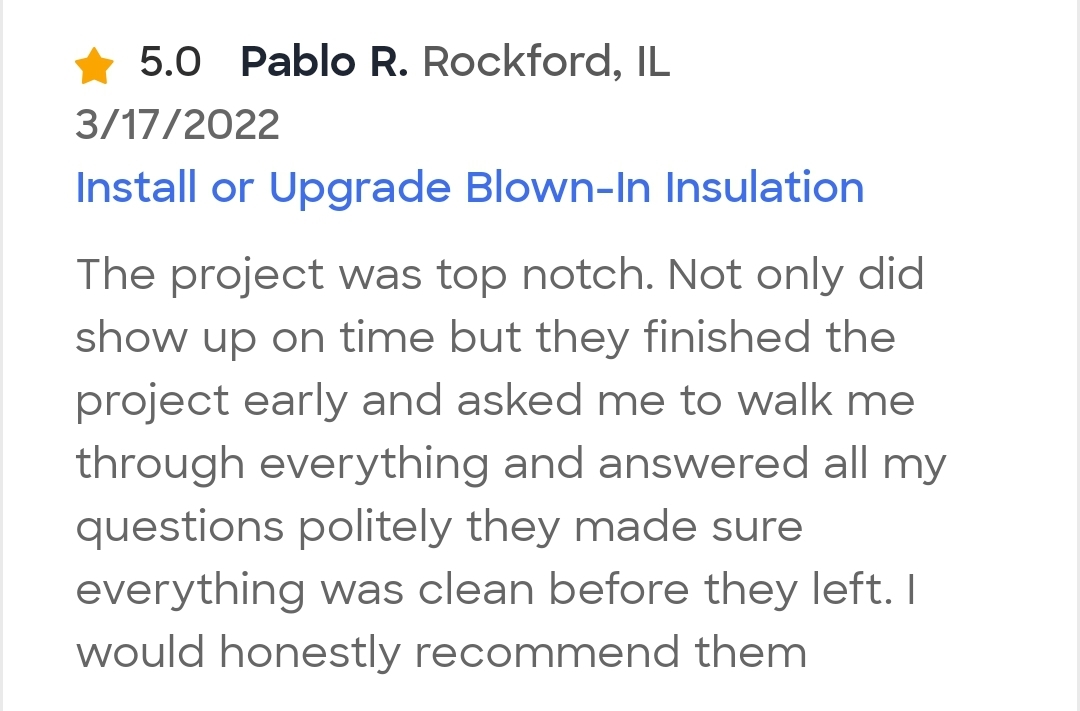 5.0 Pablo R. Rockford, IL
3/17/2022
Install or Upgrade Blown-In Insulation
The project was top notch. Not only did
show up on time but they finished the
project early and asked me to walk me
through everything and answered all my
questions politely they made sure
everything was clean before they left. I
would honestly recommend them